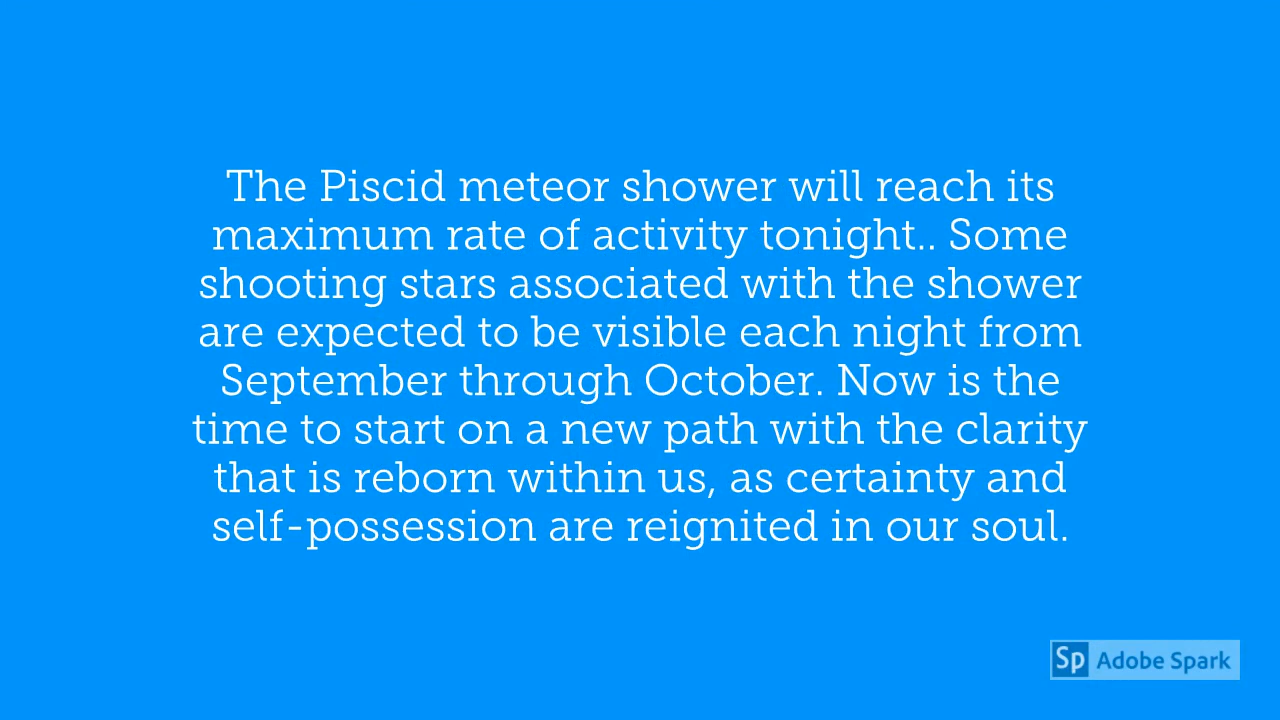 The Piscid meteor shower will reach its
maximum rate of activity tonight.. Some
shooting stars associated with the shower
are expected to be visible each night from
September through October. Now is the
time to start on a new path with the clarity
that is reborn within us, as certainty and
self-possession are reignited in our soul.
Sp Adobe Spark